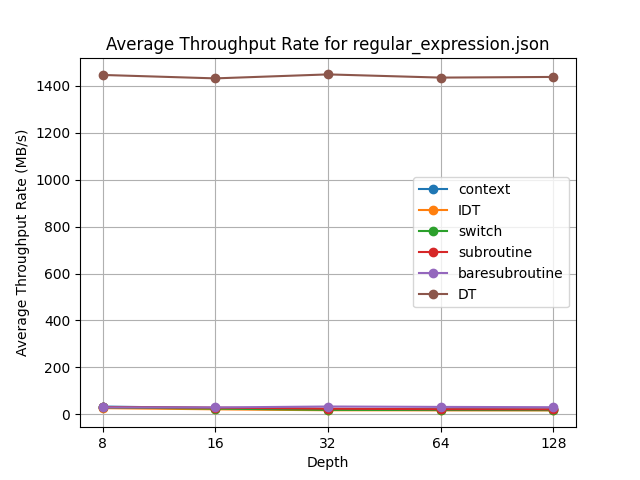 Average Throughput Rate for regular_expression.json
Average Throughput Rate (MB/s)
1400
1200
1000
800
600
400
200
0
context
IDT
switch
subroutine
baresubroutine
DT
8
16
32
64
128
Depth